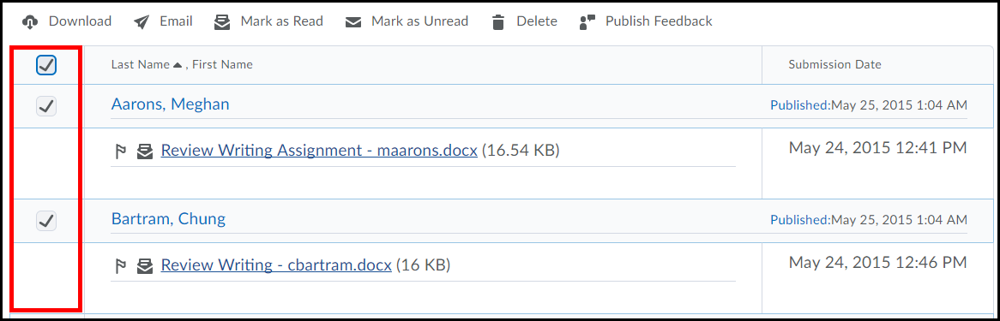 Download Email Mark as Read Mark as Unread Delete Publish Feedback
Last Name , First Name Submission Date
Aarons, Meghan Published:May 25, 2015 1:04 AM
Review Writing Assignment - maarons.docx (16.54 KB) May 24, 2015 12:41 PM
Bartram, Chung Published:May 25, 2015 1:04 AM
Review Writing - cbartram.docx (16 KB) May 24, 2015 12:46 PM